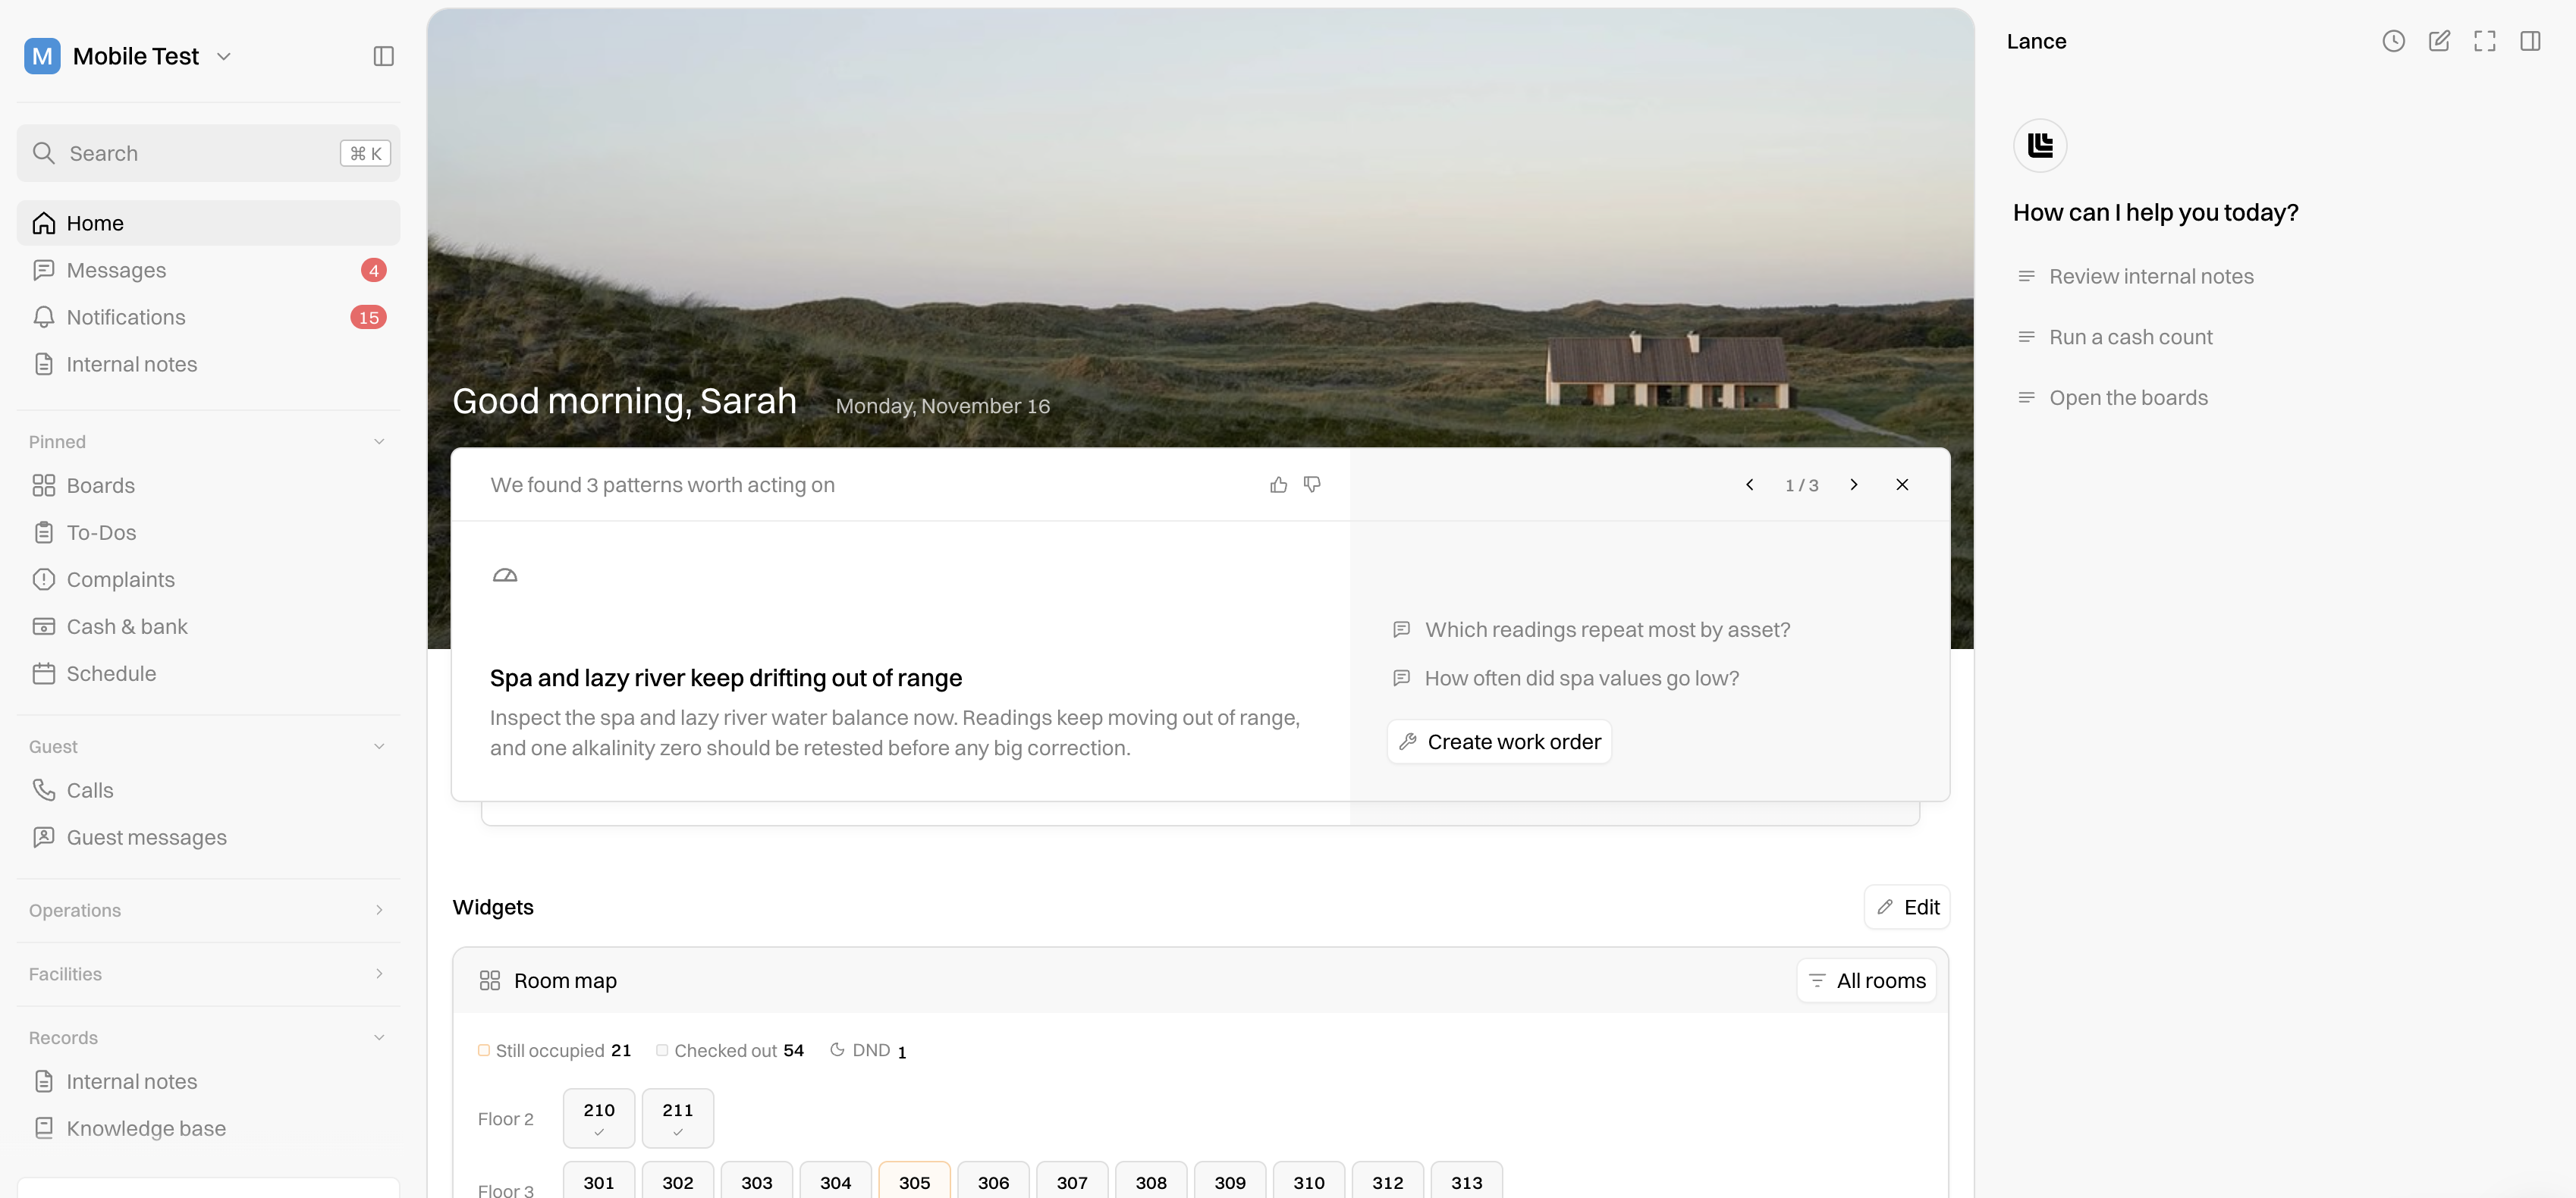 M Mobile Test
Search ⌘ K
Home
Messages 4
Notifications 15
Internal notes
Pinned
Boards
To-Dos
Complaints
Cash & bank
Schedule
Guest
Calls
Guest messages
Operations
Facilities
Records
Internal notes
Knowledge base
Good morning, Sarah Monday, November 16
We found 3 patterns worth acting on
1 / 3
Spa and lazy river keep drifting out of range
Inspect the spa and lazy river water balance now. Readings keep moving out of range,
and one alkalinity zero should be retested before any big correction.
Which readings repeat most by asset?
How often did spa values go low?
Create work order
Widgets
Edit
Room map
All rooms
Still occupied 21 Checked out 54 DND 1
Floor 2 210 211
Floor 3 301 302 303 304 305 306 307 308 309 310 312 313
Lance
How can I help you today?
Review internal notes
Run a cash count
Open the boards